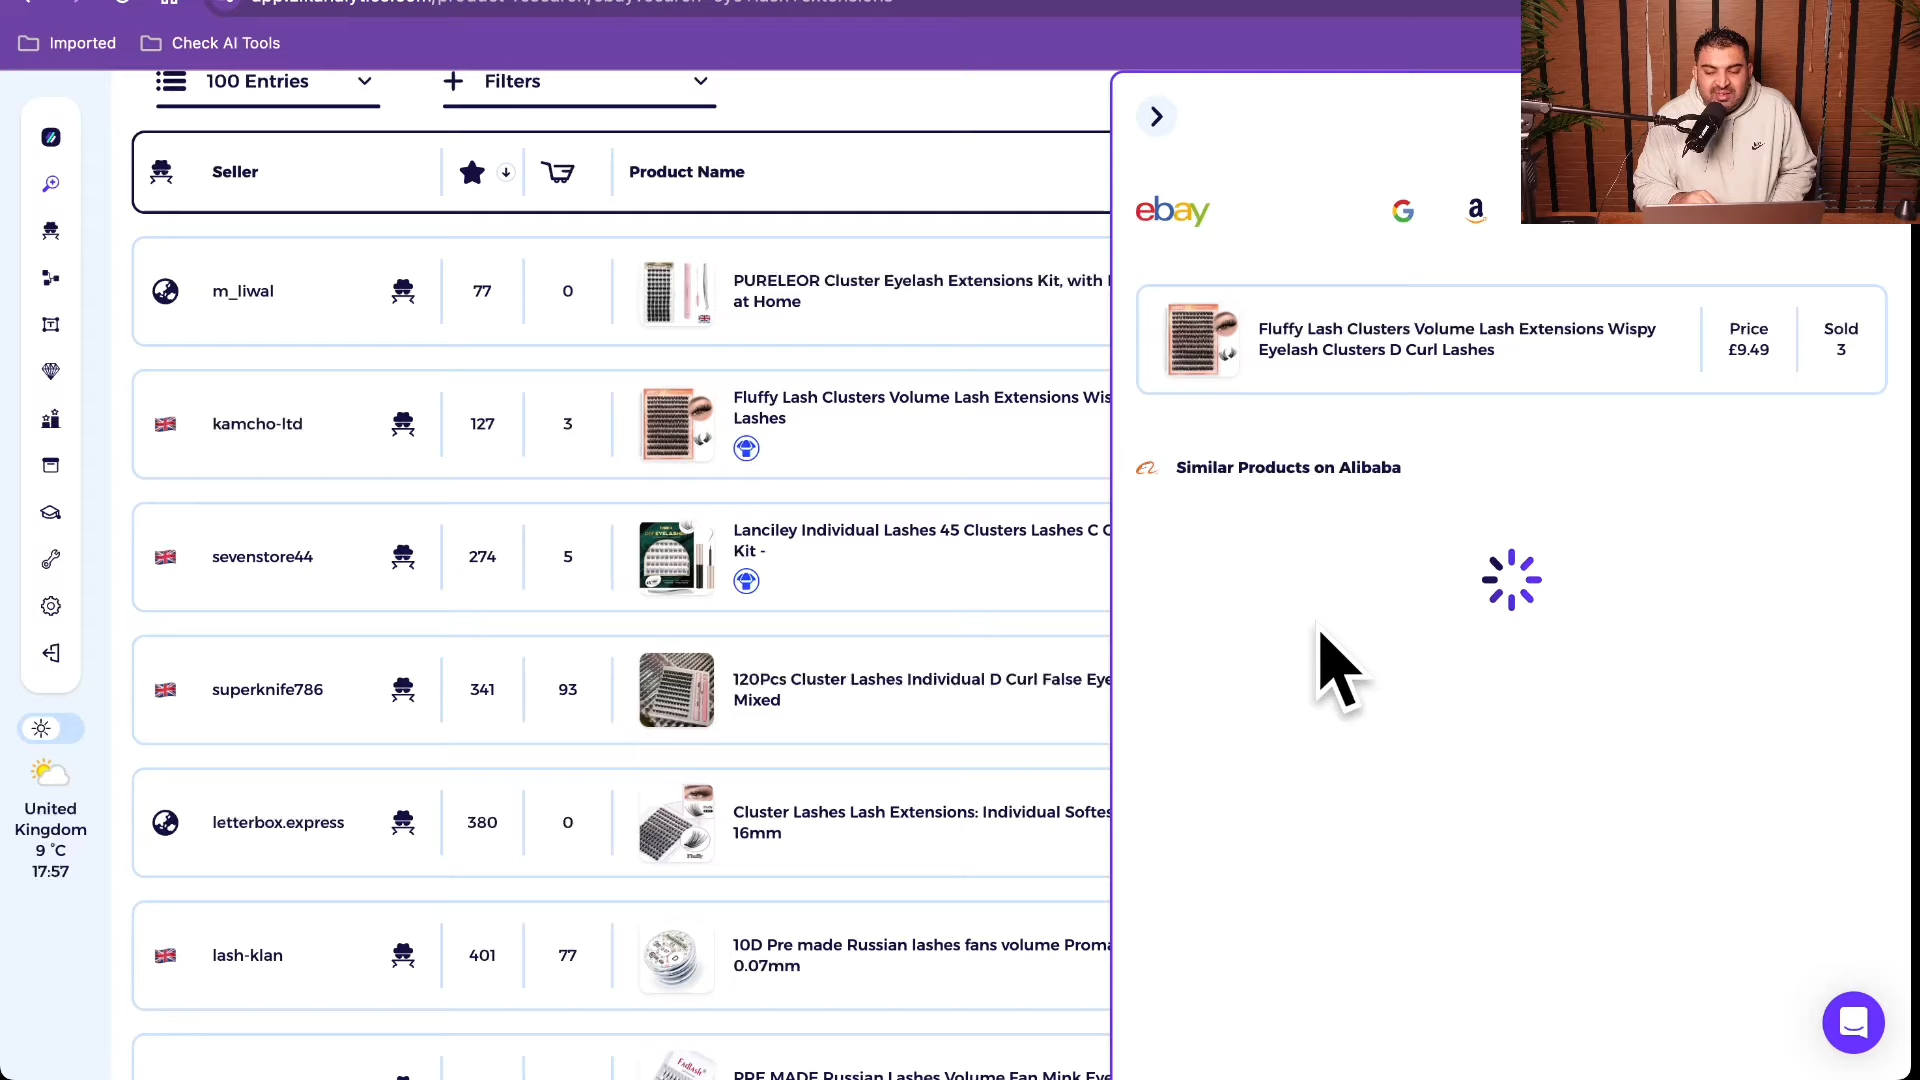 Imported
Check AI Tools
100 Entries
Filters
Seller
Product Name
m_liwal
77
0
PURELEOR Cluster Eyelash Extensions Kit, with
at Home
kamcho-ltd
127
3
Fluffy Lash Clusters Volume Lash Extensions Wis
Lashes
sevenstore44
274
5
Lanciley Individual Lashes 45 Clusters Lashes C
Kit -
superknife786
341
93
120Pcs Cluster Lashes Individual D Curl False Eye
Mixed
letterbox.express
380
0
Cluster Lashes Lash Extensions: Individual Softes
16mm
lash-klan
401
77
10D Pre made Russian lashes fans volume Proma
0.07mm
PRE MADE Russian Lashes Volume Fan Mink Eye
United
Kingdom
9 °C
17:57
ebay
Fluffy Lash Clusters Volume Lash Extensions Wispy
Eyelash Clusters D Curl Lashes
Price
£9.49
Sold
3
Similar Products on Alibaba